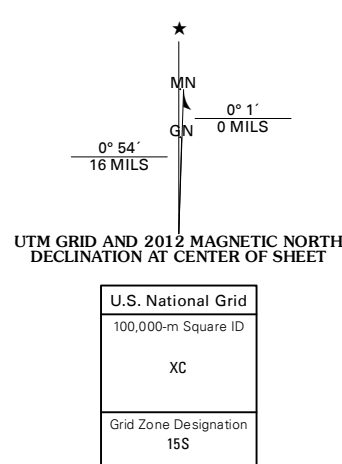 ★
MN
0° 1´
0 MILS
GN
0° 54´
16 MILS
UTM GRID AND 2012 MAGNETIC NORTH
DECLINATION AT CENTER OF SHEET
U.S. National Grid
100,000-m Square ID
XC
Grid Zone Designation
15S